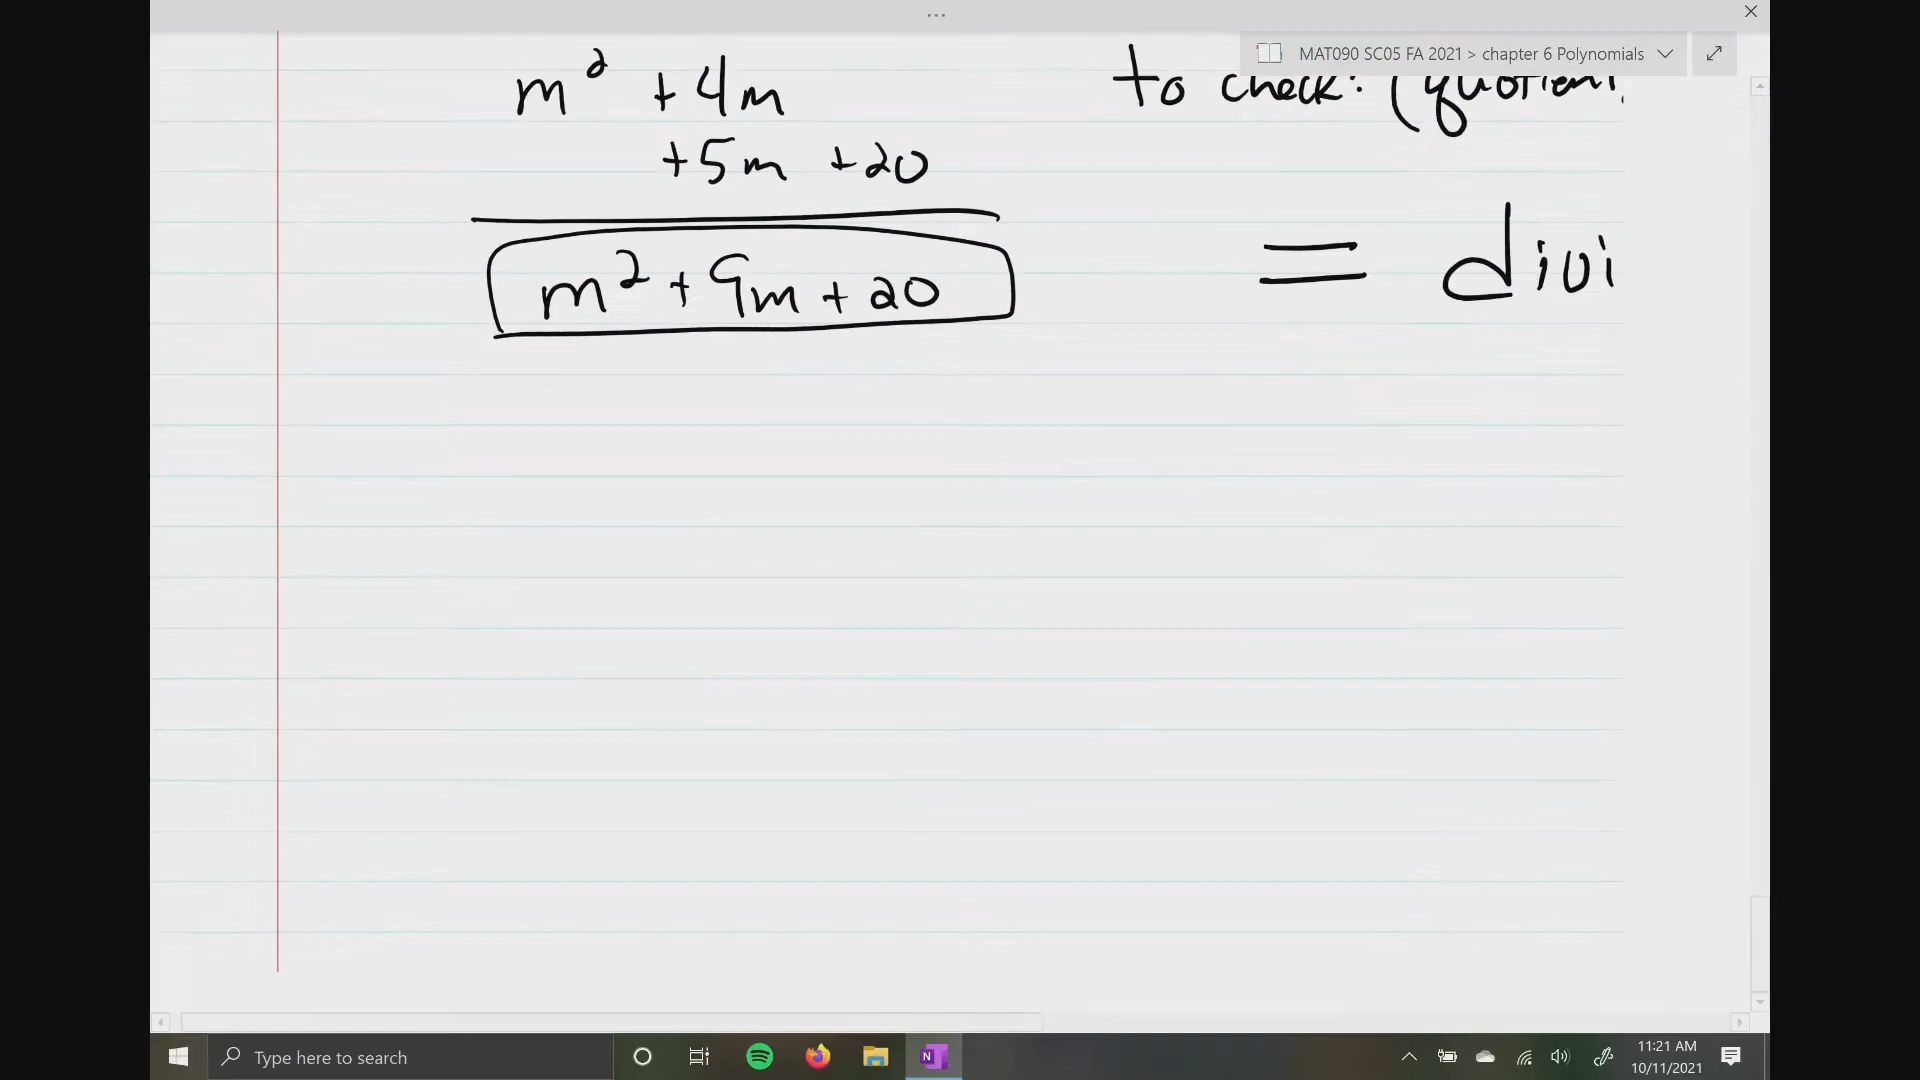 ...
MAT090 SC05 FA 2021 > chapter 6 Polynomials
m² + 4m
to check: (quotient
+5m +20
= divi
m² + 9m + 20
Type here to search
11:21 AM
10/11/2021